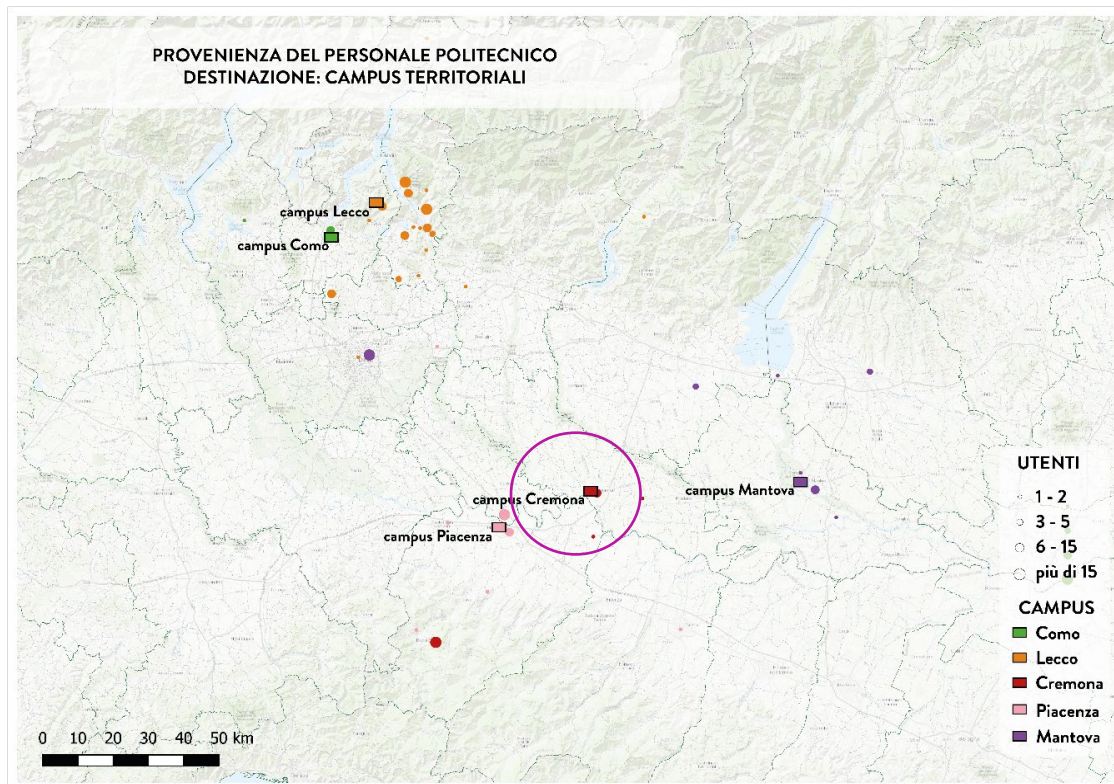 PROVENIENZA DEL PERSONALE POLITECNICO
DESTINAZIONE: CAMPUS TERRITORIALI
campus Lecco
campus Como
campus Cremona
campus Mantova
campus Piacenza
UTENTI
1 - 2
3 - 5
6 - 15
più di 15
CAMPUS
Como
Lecco
Cremona
Piacenza
Mantova
0 10 20 30 40 50 km